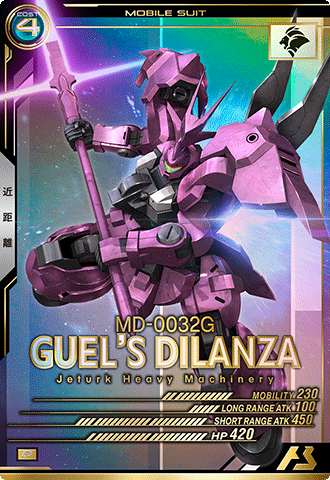 COST
4
MOBILE SUIT
近距離
MD-0032G
GUEL'S DILANZA
Jeturk Heavy Machinery
MOBILITY 230
LONG RANGE ATK 100
SHORT RANGE ATK 450
HP 420